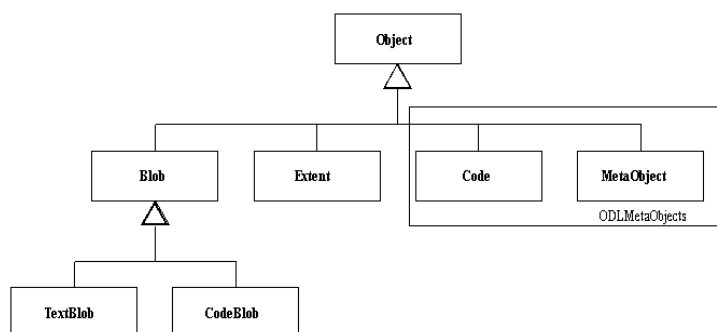 Object
Blob
Extent
Code
MetaObject
ODLMetaObjects
TextBlob
CodeBlob